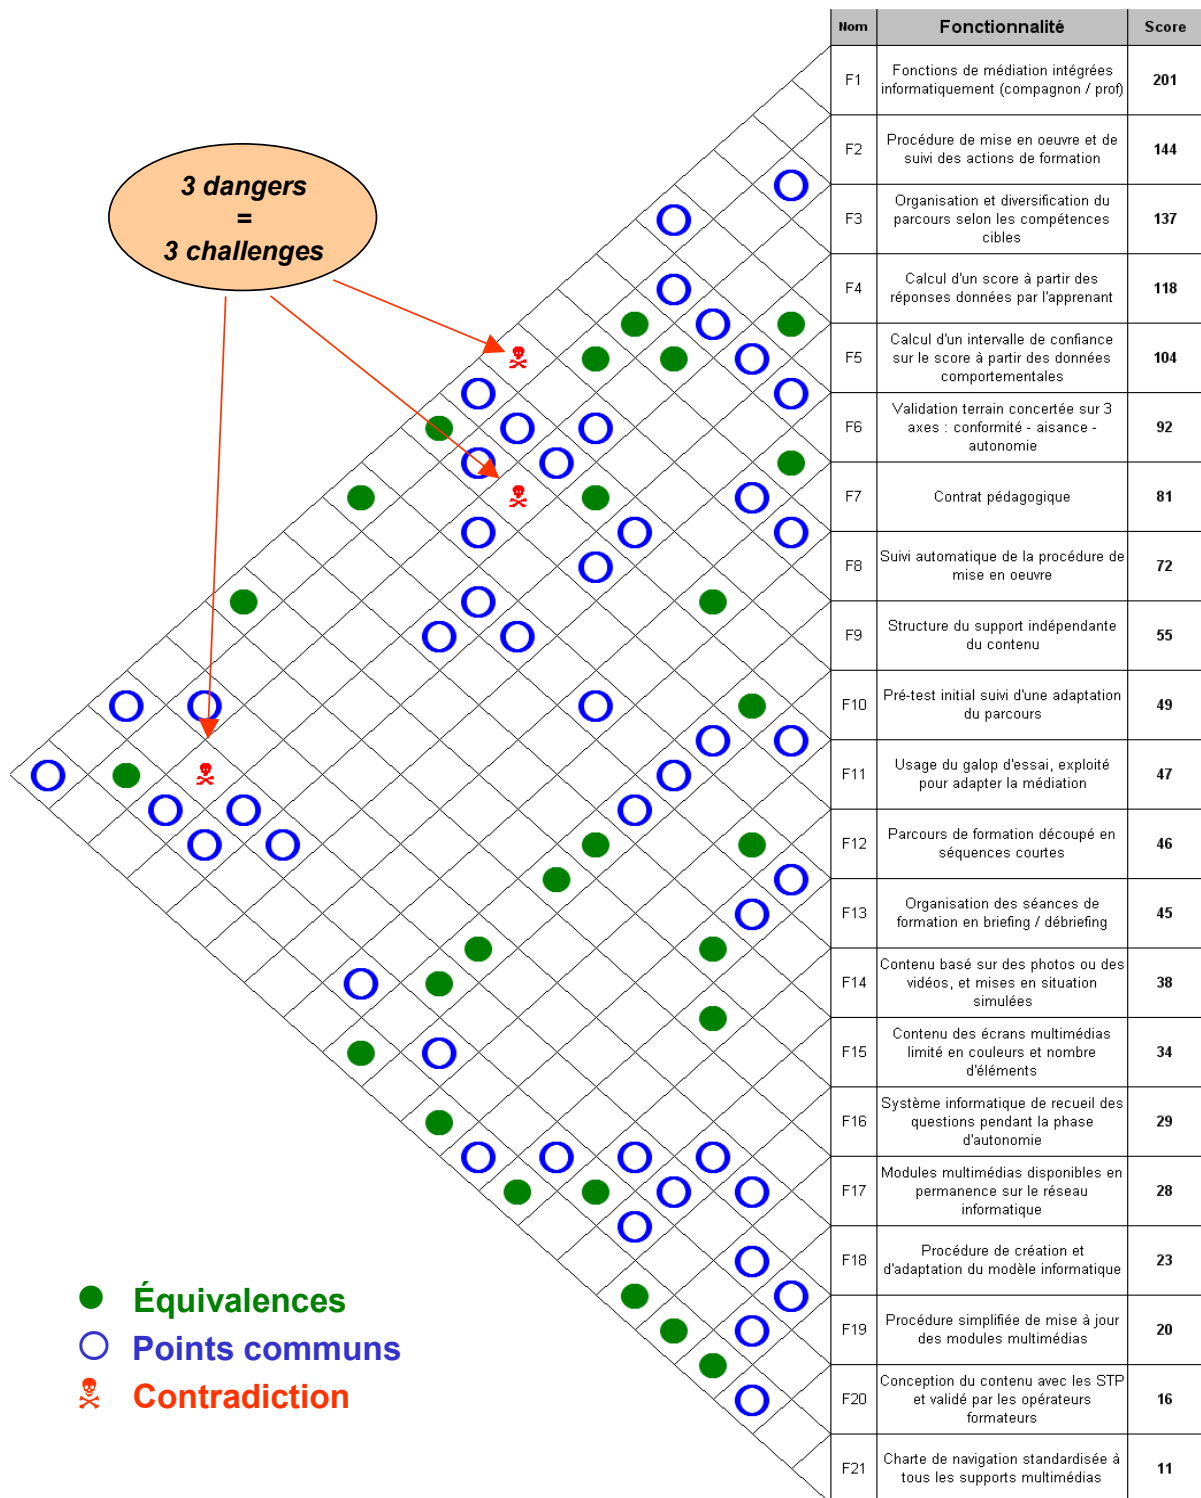 Nom Fonctionnalité Score
F1 Fonctions de médiation intégrées 201
informatiquement (compagnon / prof)
F2 Procédure de mise en oeuvre et de 144
suivi des actions de formation
3 dangers
=
3 challenges
F3 Organisation et diversification du 137
parcours selon les compétences
cibles
F4 Calcul d'un score à partir des 118
réponses données par l'apprenant
F5 Calcul d'un intervalle de confiance 104
sur le score à partir des données
comportementales
F6 Validation terrain concertée sur 3 92
axes : conformité - aisance -
autonomie
F7 Contrat pédagogique 81
F8 Suivi automatique de la procédure de 72
mise en oeuvre
F9 Structure du support indépendante 55
du contenu
F10 Pré-test initial suivi d'une adaptation 49
du parcours
F11 Usage du galop d'essai, exploité 47
pour adapter la médiation
F12 Parcours de formation découpé en 46
séquences courtes
F13 Organisation des séances de 45
formation en briefing / débriefing
F14 Contenu basé sur des photos ou des 38
vidéos, et mises en situation
simulées
F15 Contenu des écrans multimédias 34
limité en couleurs et nombre
d'éléments
F16 Système informatique de recueil des 29
questions pendant la phase
d'autonomie
F17 Modules multimédias disponibles en 28
permanence sur le réseau
informatique
F18 Procédure de création et 23
d'adaptation du modèle informatique
F19 Procédure simplifiée de mise à jour 20
des modules multimédias
F20 Conception du contenu avec les STP 16
et validé par les opérateurs
formateurs
F21 Charte de navigation standardisée à 11
tous les supports multimédias
Équivalences
Points communs
Contradiction